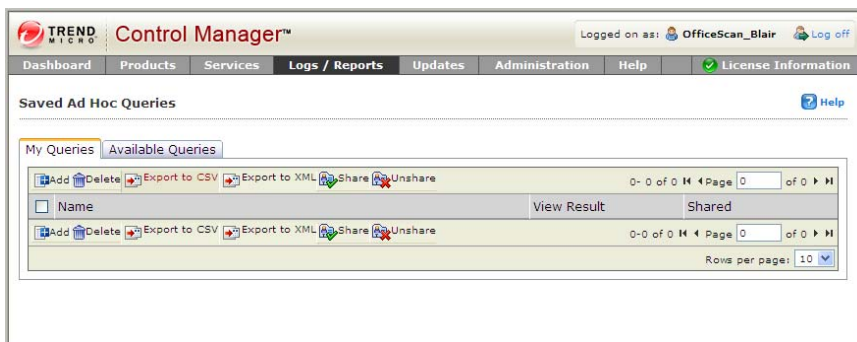 TREND MICRO Control Manager™ Logged on as: OfficeScan_Blair Log off
Dashboard Products Services Logs / Reports Updates Administration Help License Information
Saved Ad Hoc Queries Help
My Queries Available Queries
Add Delete Export to CSV Export to XML Share Unshare 0- 0 of 0 Page 0 of 0
Name View Result Shared
Add Delete Export to CSV Export to XML Share Unshare 0-0 of 0 Page 0 of 0
Rows per page: 10